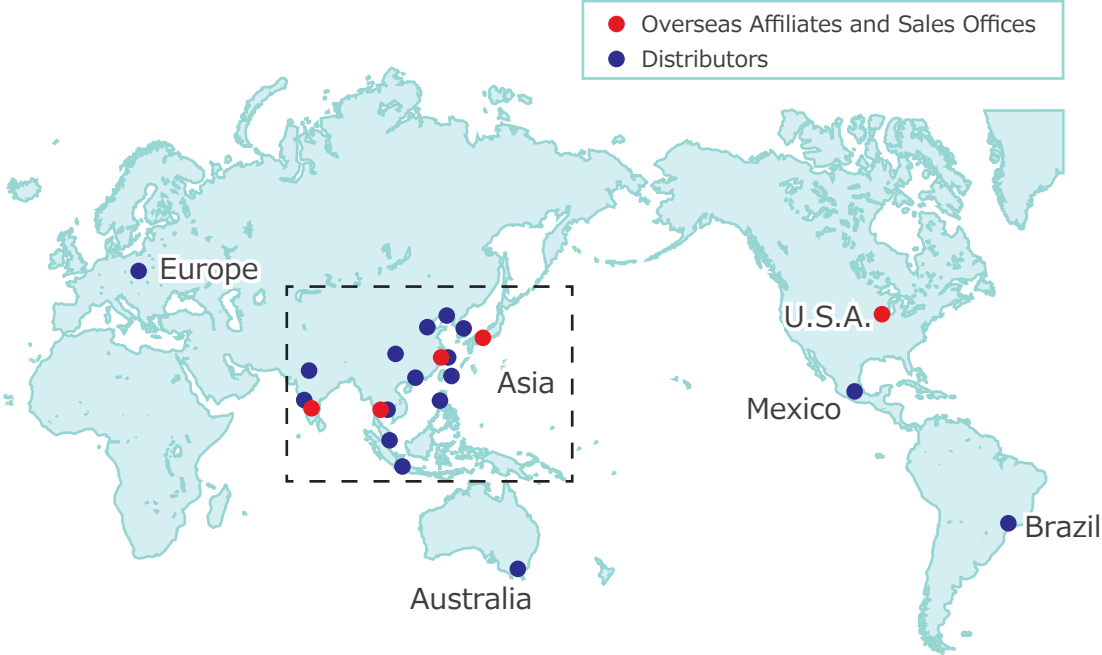 Overseas Affiliates and Sales Offices
Distributors
Europe
U.S.A.
Asia
Mexico
Brazil
Australia